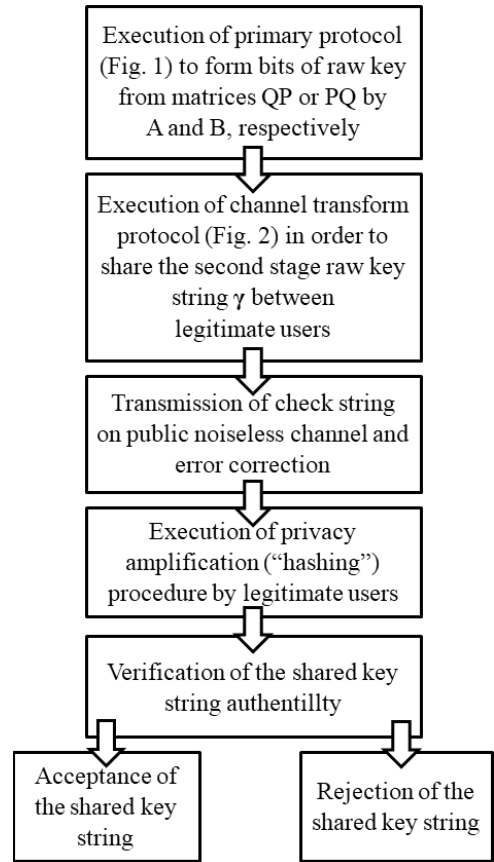 Execution of primary protocol
(Fig. 1) to form bits of raw key
from matrices QP or PQ by
A and B, respectively
Execution of channel transform
protocol (Fig. 2) in order to
share the second stage raw key
string γ between
legitimate users
Transmission of check string
on public noiseless channel and
error correction
Execution of privacy
amplification (“hashing”)
procedure by legitimate users
Verification of the shared key
string authentillty
Acceptance of
the shared key
string
Rejection of the
shared key string